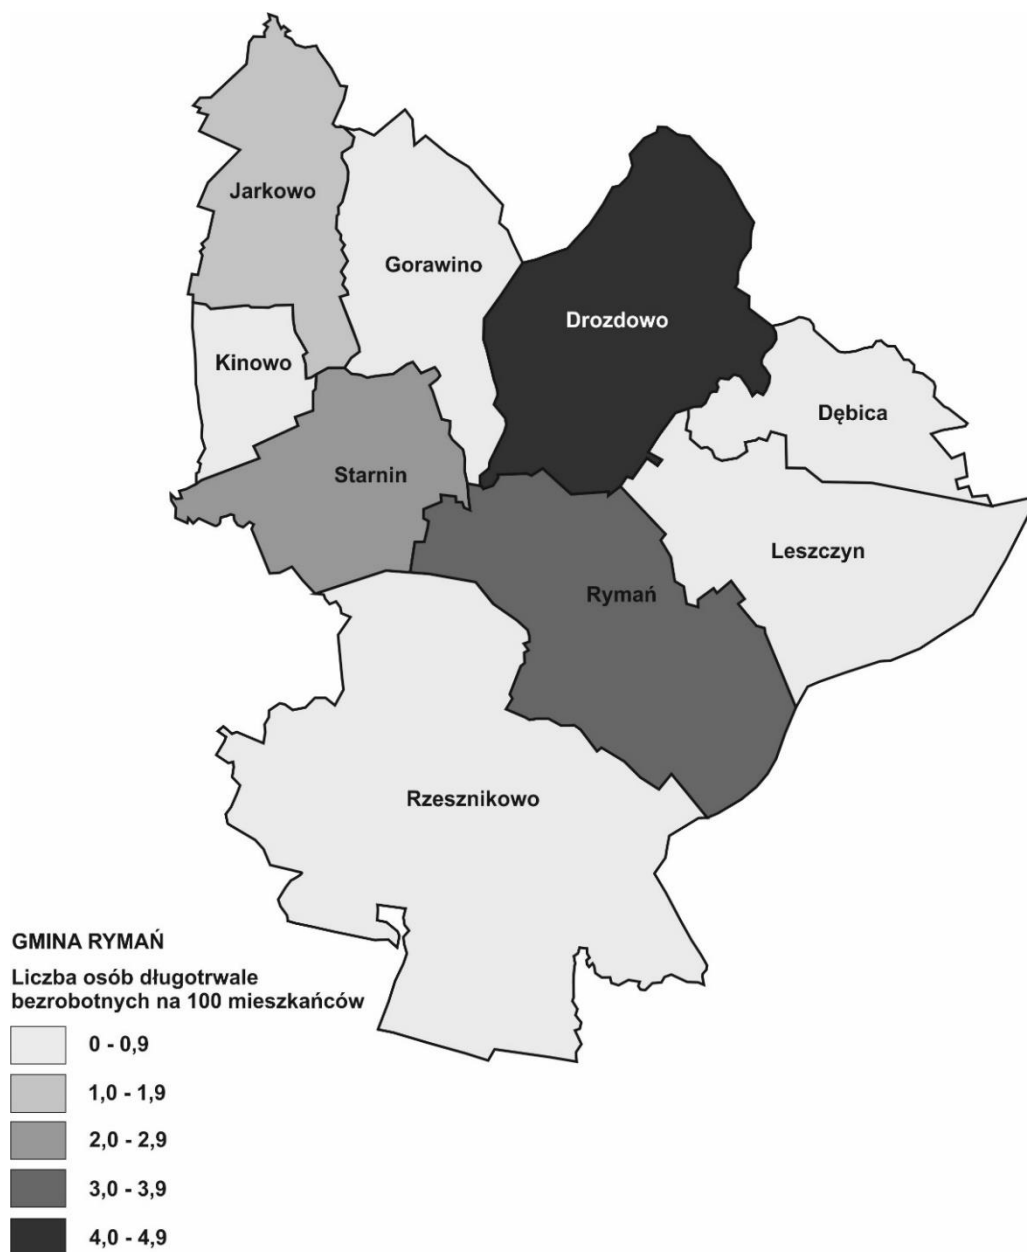 Jarkowo
Gorawino
Drozdowo
Kinowo
Dębica
Starnin
Leszczyn
Rymań
Rzesznikowo
GMINA RYMAŃ
Liczba osób długotrwale
bezrobotnych na 100 mieszkańców
0 - 0,9
1,0 - 1,9
2,0 - 2,9
3,0 - 3,9
4,0 - 4,9